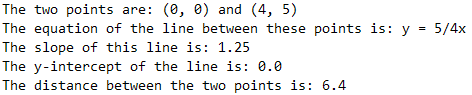 The two points are: (0, 0) and (4, 5)
The equation of the line between these points is: y = 5/4x
The slope of this line is: 1.25
The y-intercept of the line is: 0.0
The distance between the two points is: 6.4